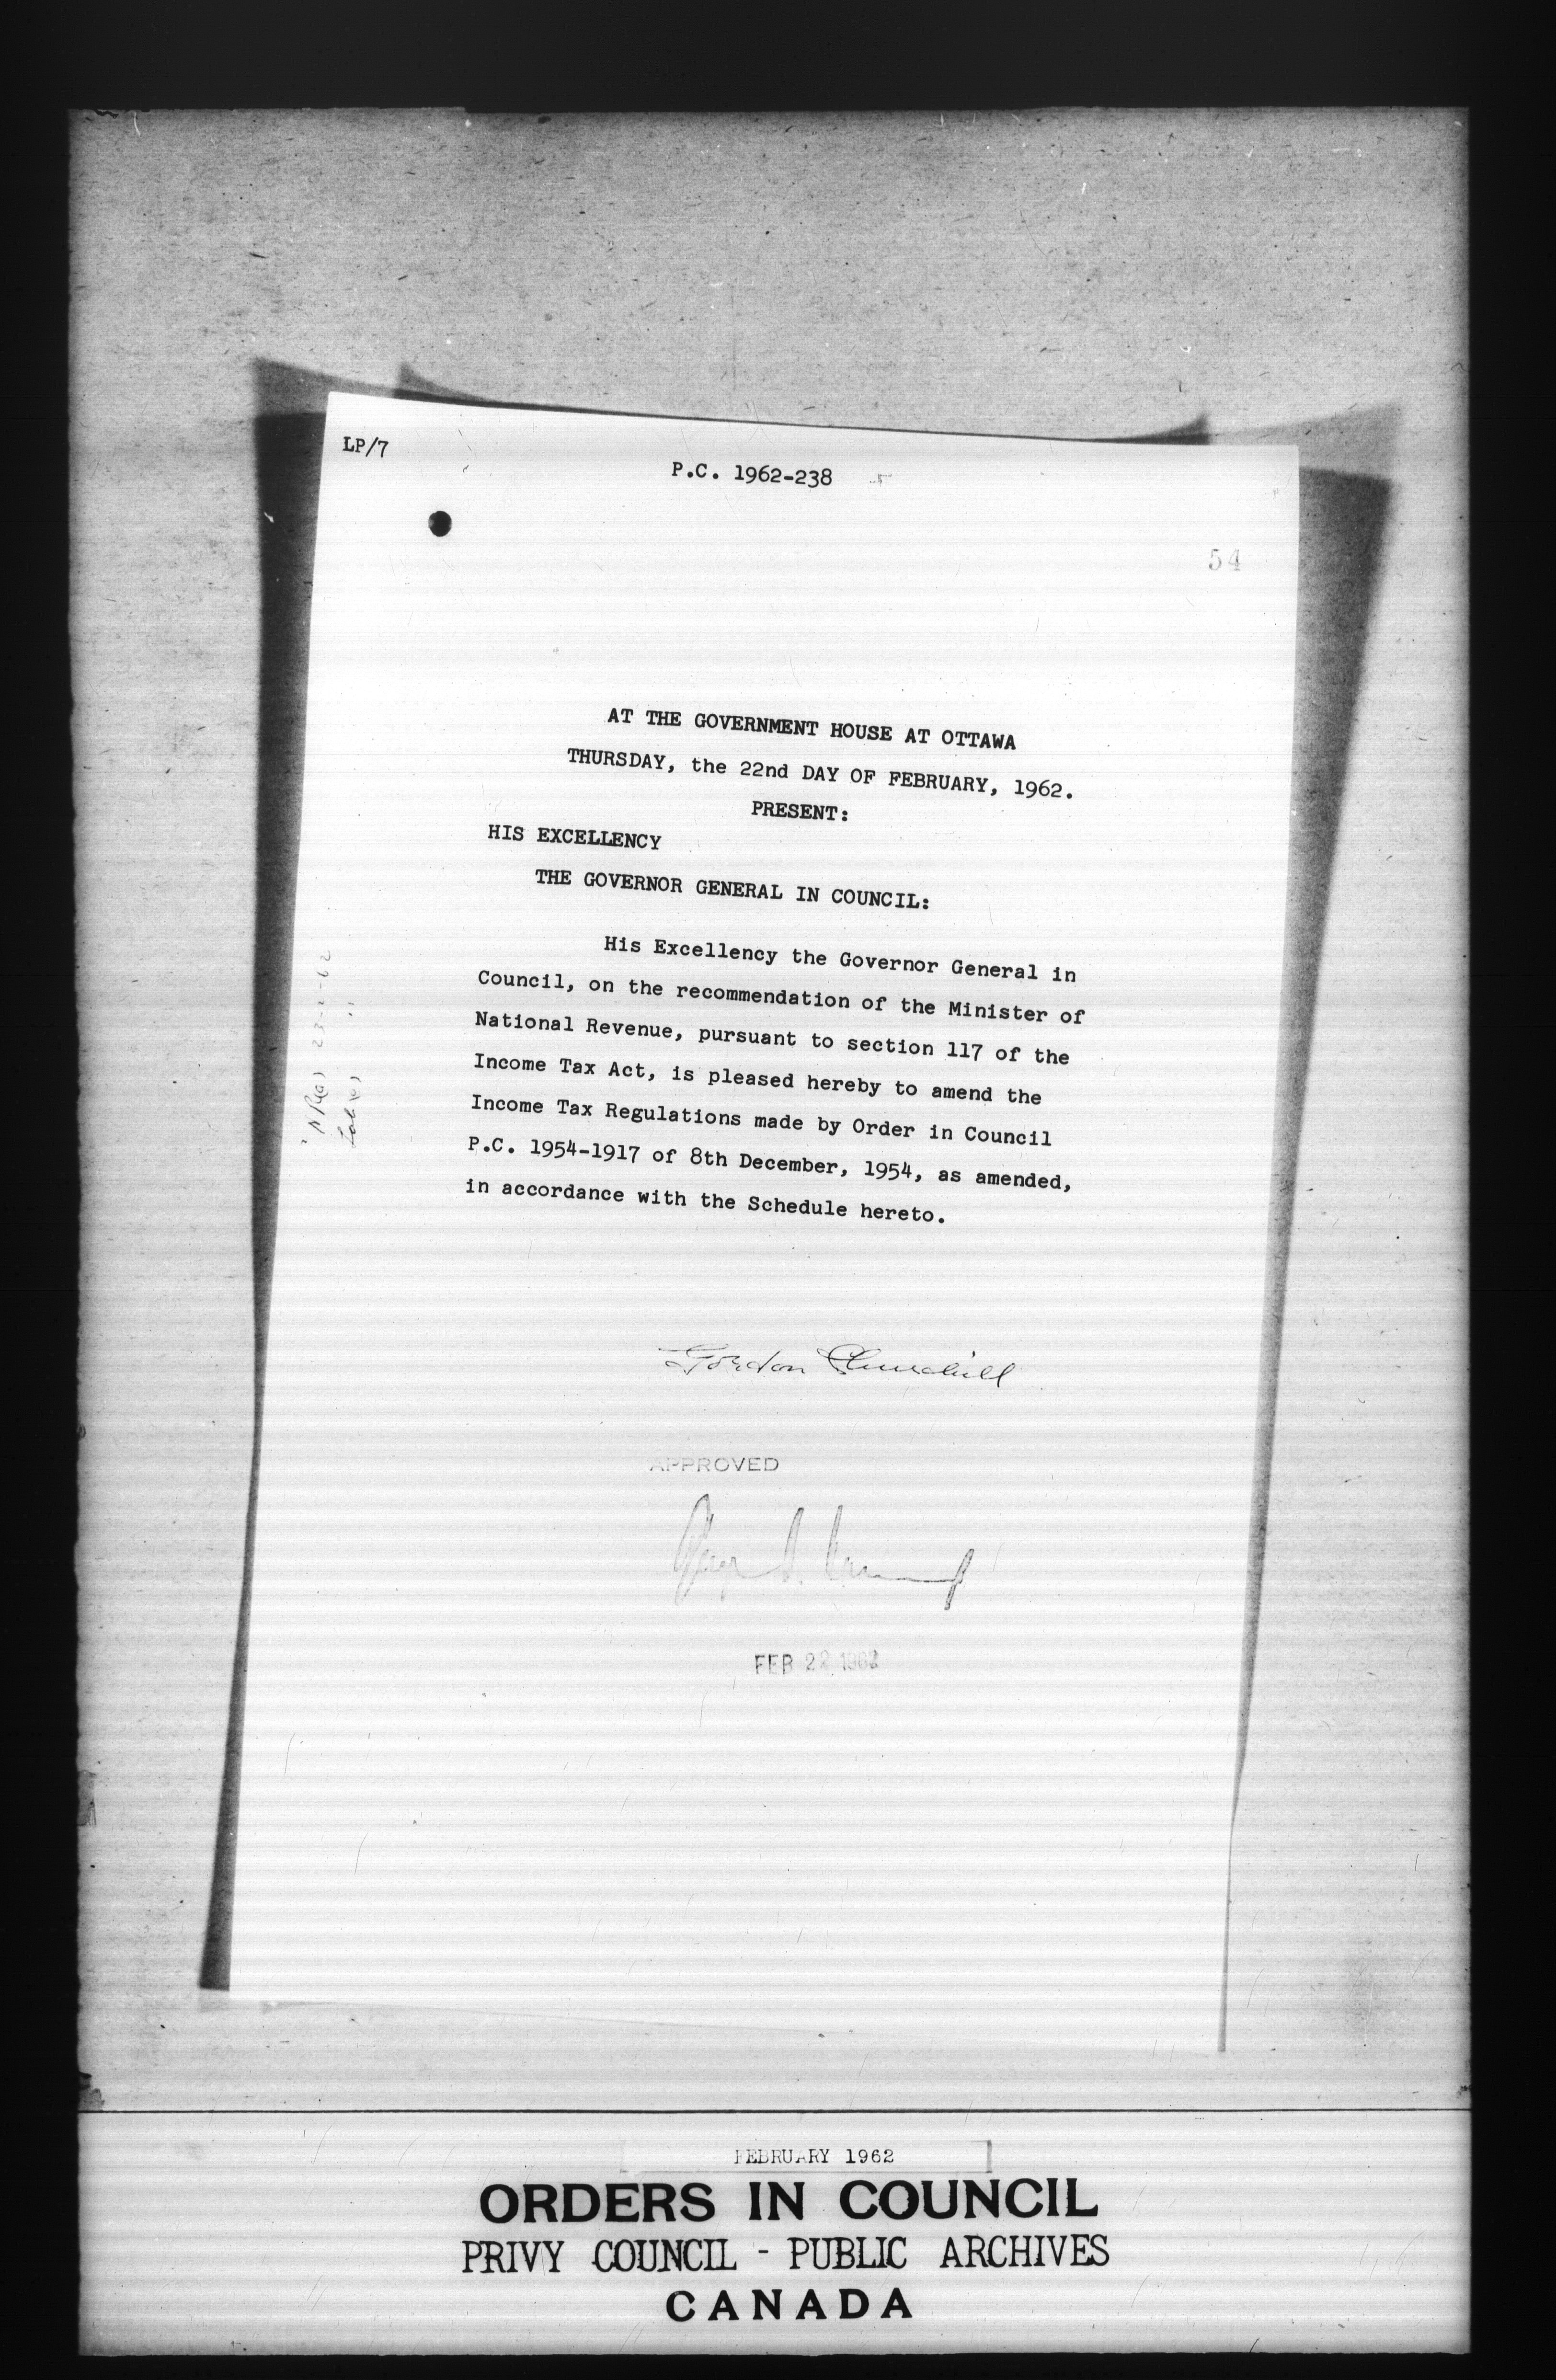 LP/7
P.C. 1962-238
54
AT THE GOVERNMENT HOUSE AT OTTAWA
THURSDAY, the 22nd DAY OF FEBRUARY, 1962.
PRESENT:
HIS EXCELLENCY
THE GOVERNOR GENERAL IN COUNCIL:
His Excellency the Governor General in
Council, on the recommendation of the Minister of
National Revenue, pursuant to section 117 of the
Income Tax Act, is pleased hereby to amend the
Income Tax Regulations made by Order in Council
P.C. 1954-1917 of 8th December, 1954, as amended,
in accordance with the Schedule hereto.
23-2-62
Gordon Churchill
APPROVED
FEB 22 1962
FEBRUARY 1962
ORDERS IN COUNCIL
PRIVY COUNCIL - PUBLIC ARCHIVES
CANADA